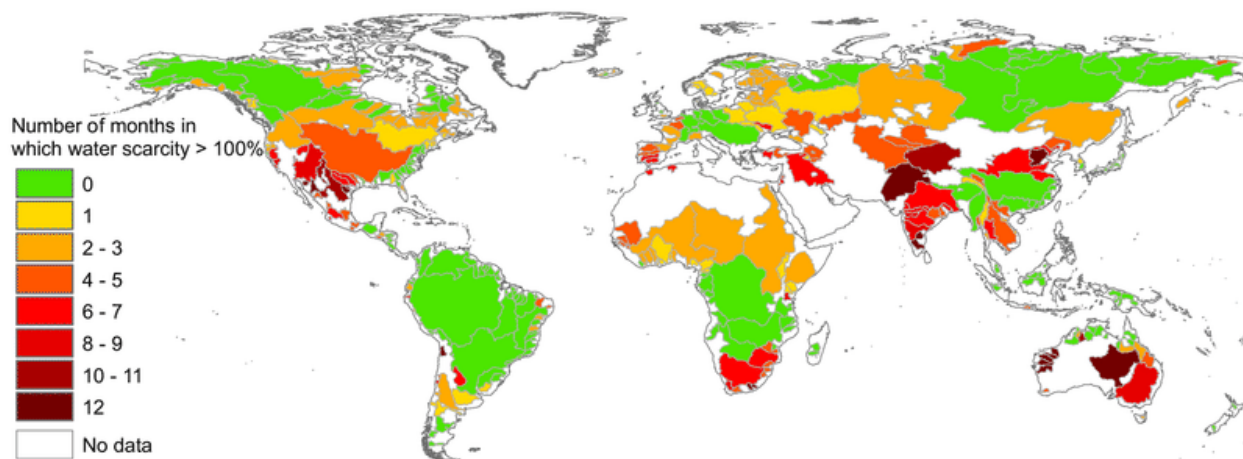 Number of months in
which water scarcity > 100%
0
1
2 - 3
4 - 5
6 - 7
8 - 9
10 - 11
12
No data